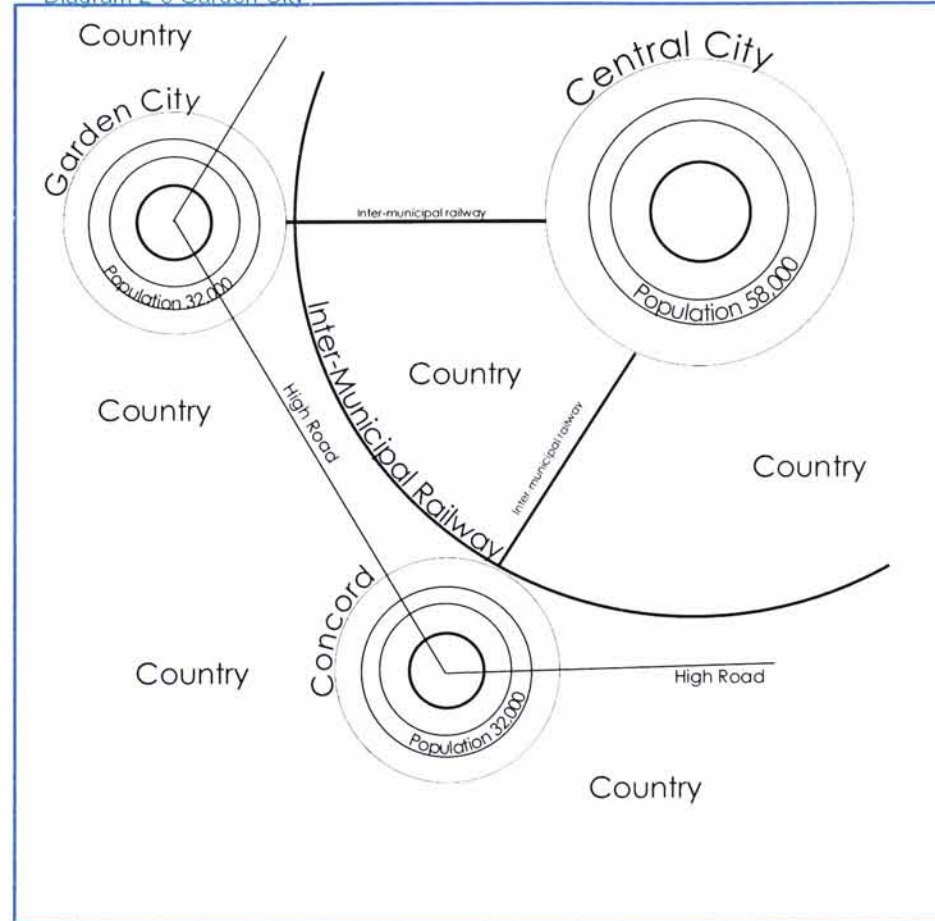 Country
Central City
Garden City
Inter-municipal railway
Population 32,000
Population 58,000
Inter-Municipal Railway
Country
Country
High Road
Inter municipal railway
Country
Concord
Country
High Road
Population 32,000
Country